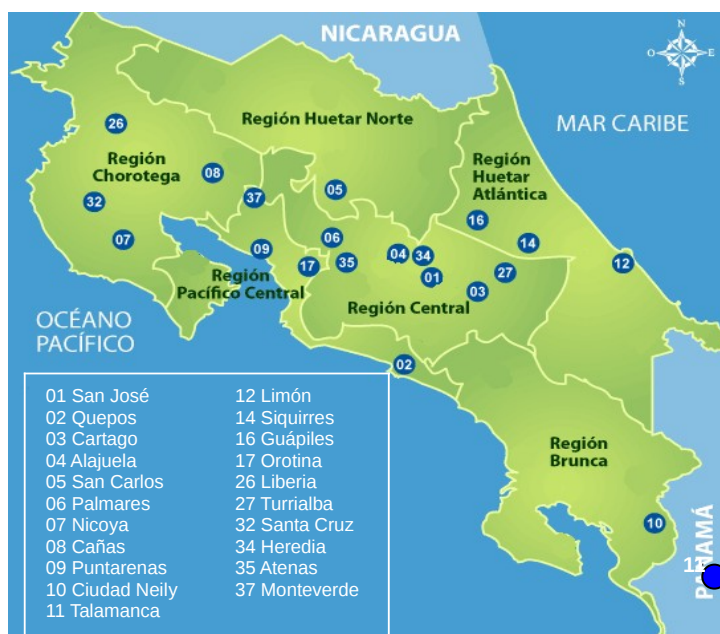 NICARAGUA
N
O
E
S
Región Huetar Norte
MAR CARIBE
26
Región
Chorotega
08
Región
Huetar
Atlántica
05
37
32
16
07
06
14
09
04
34
35
17
12
27
01
03
Región
Pacífico Central
Región Central
OCÉANO
PACÍFICO
02
Región
Brunca
10
PANAMÁ
01 San José
02 Quepos
03 Cartago
04 Alajuela
05 San Carlos
06 Palmares
07 Nicoya
08 Cañas
09 Puntarenas
10 Ciudad Neily
11 Talamanca
12 Limón
14 Siquirres
16 Guápiles
17 Orotina
26 Liberia
27 Turrialba
32 Santa Cruz
34 Heredia
35 Atenas
37 Monteverde